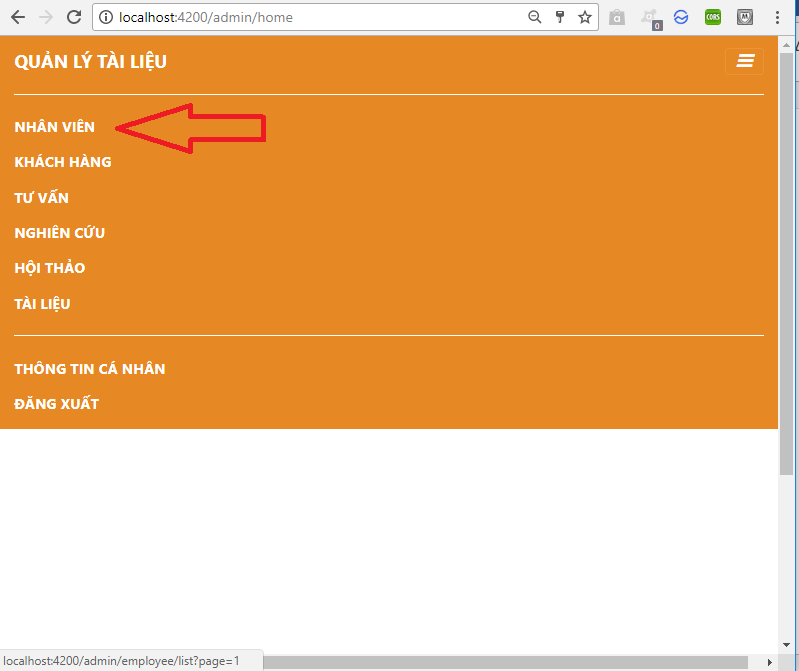 localhost:4200/admin/home
QUẢN LÝ TÀI LIỆU
NHÂN VIÊN
KHÁCH HÀNG
TƯ VẤN
NGHIÊN CỨU
HỘI THẢO
TÀI LIỆU
THÔNG TIN CÁ NHÂN
ĐĂNG XUẤT
localhost:4200/admin/employee/list?page=1